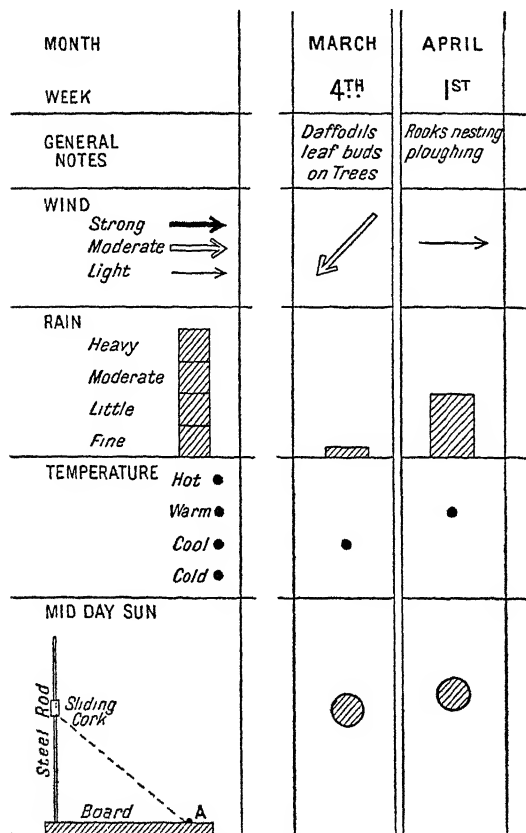 MONTH MARCH APRIL
WEEK 4TH 1ST
GENERAL NOTES
Daffodils leaf buds on Trees
Rooks nesting ploughing
WIND
Strong
Moderate
Light
RAIN
Heavy
Moderate
Little
Fine
TEMPERATURE
Hot
Warm
Cool
Cold
MID DAY SUN
Steel Rod
Sliding
Cork
Board
A